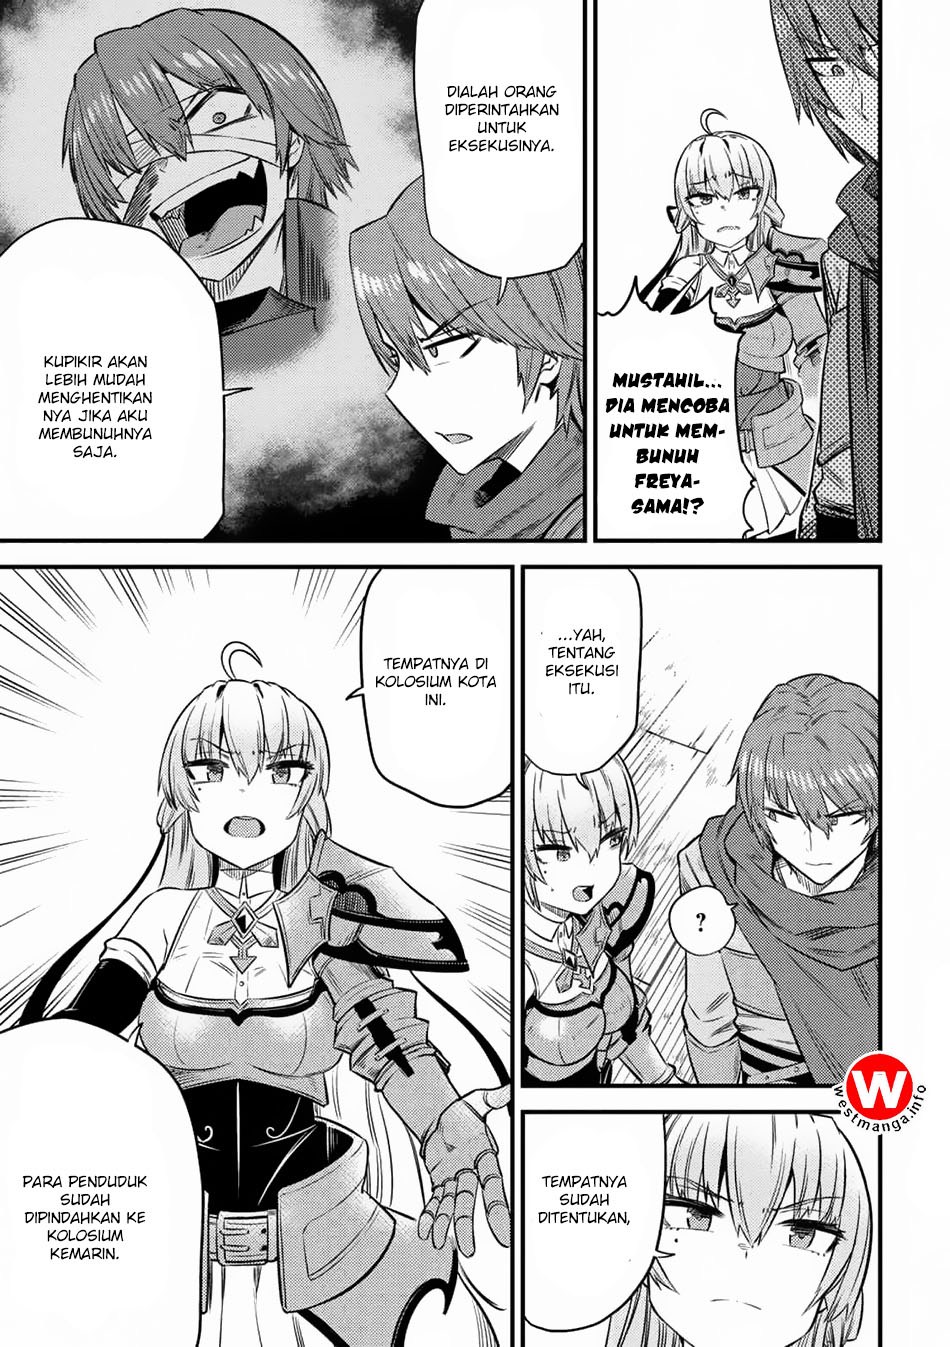 MUSTAHIL...
DIA MENCOBA
UNTUK MEM-
BUNUH
FREYA-
SAMA!?
DIALAH ORANG
DIPERINTAHKAN
UNTUK
EKSEKUSINYA.
KUPIKIR AKAN
LEBIH MUDAH
MENGHENTIKAN
NYA JIKA AKU
MEMBUNUHNYA
SAJA.
...YAH,
TENTANG
EKSEKUSI
ITU.
?
TEMPATNYA
SUDAH
DITENTUKAN,
TEMPATNYA DI
KOLOSIUM KOTA
INI.
PARA PENDUDUK
SUDAH
DIPINDAHKAN KE
KOLOSIUM
KEMARIN.
W
westmanga.info